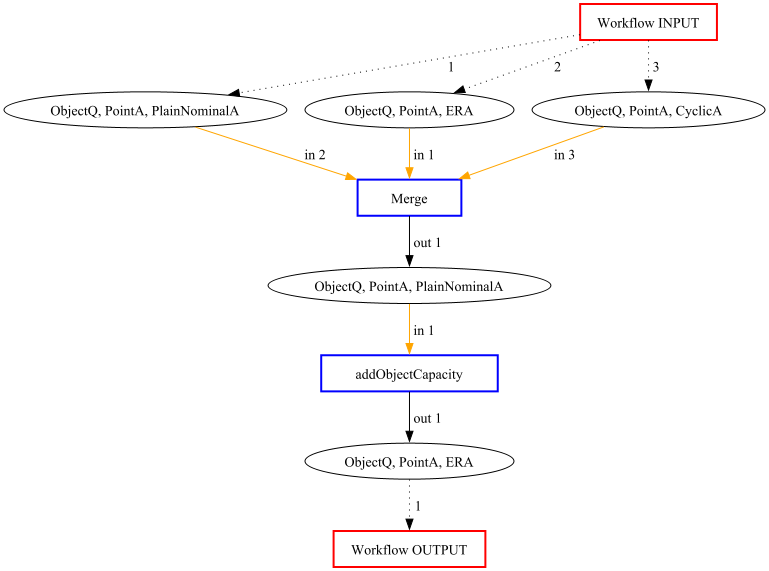 Workflow INPUT
1
2
3
ObjectQ, PointA, PlainNominalA
ObjectQ, PointA, ERA
ObjectQ, PointA, CyclicA
in 2
in 1
in 3
Merge
out 1
ObjectQ, PointA, PlainNominalA
in 1
addObjectCapacity
out 1
ObjectQ, PointA, ERA
1
Workflow OUTPUT